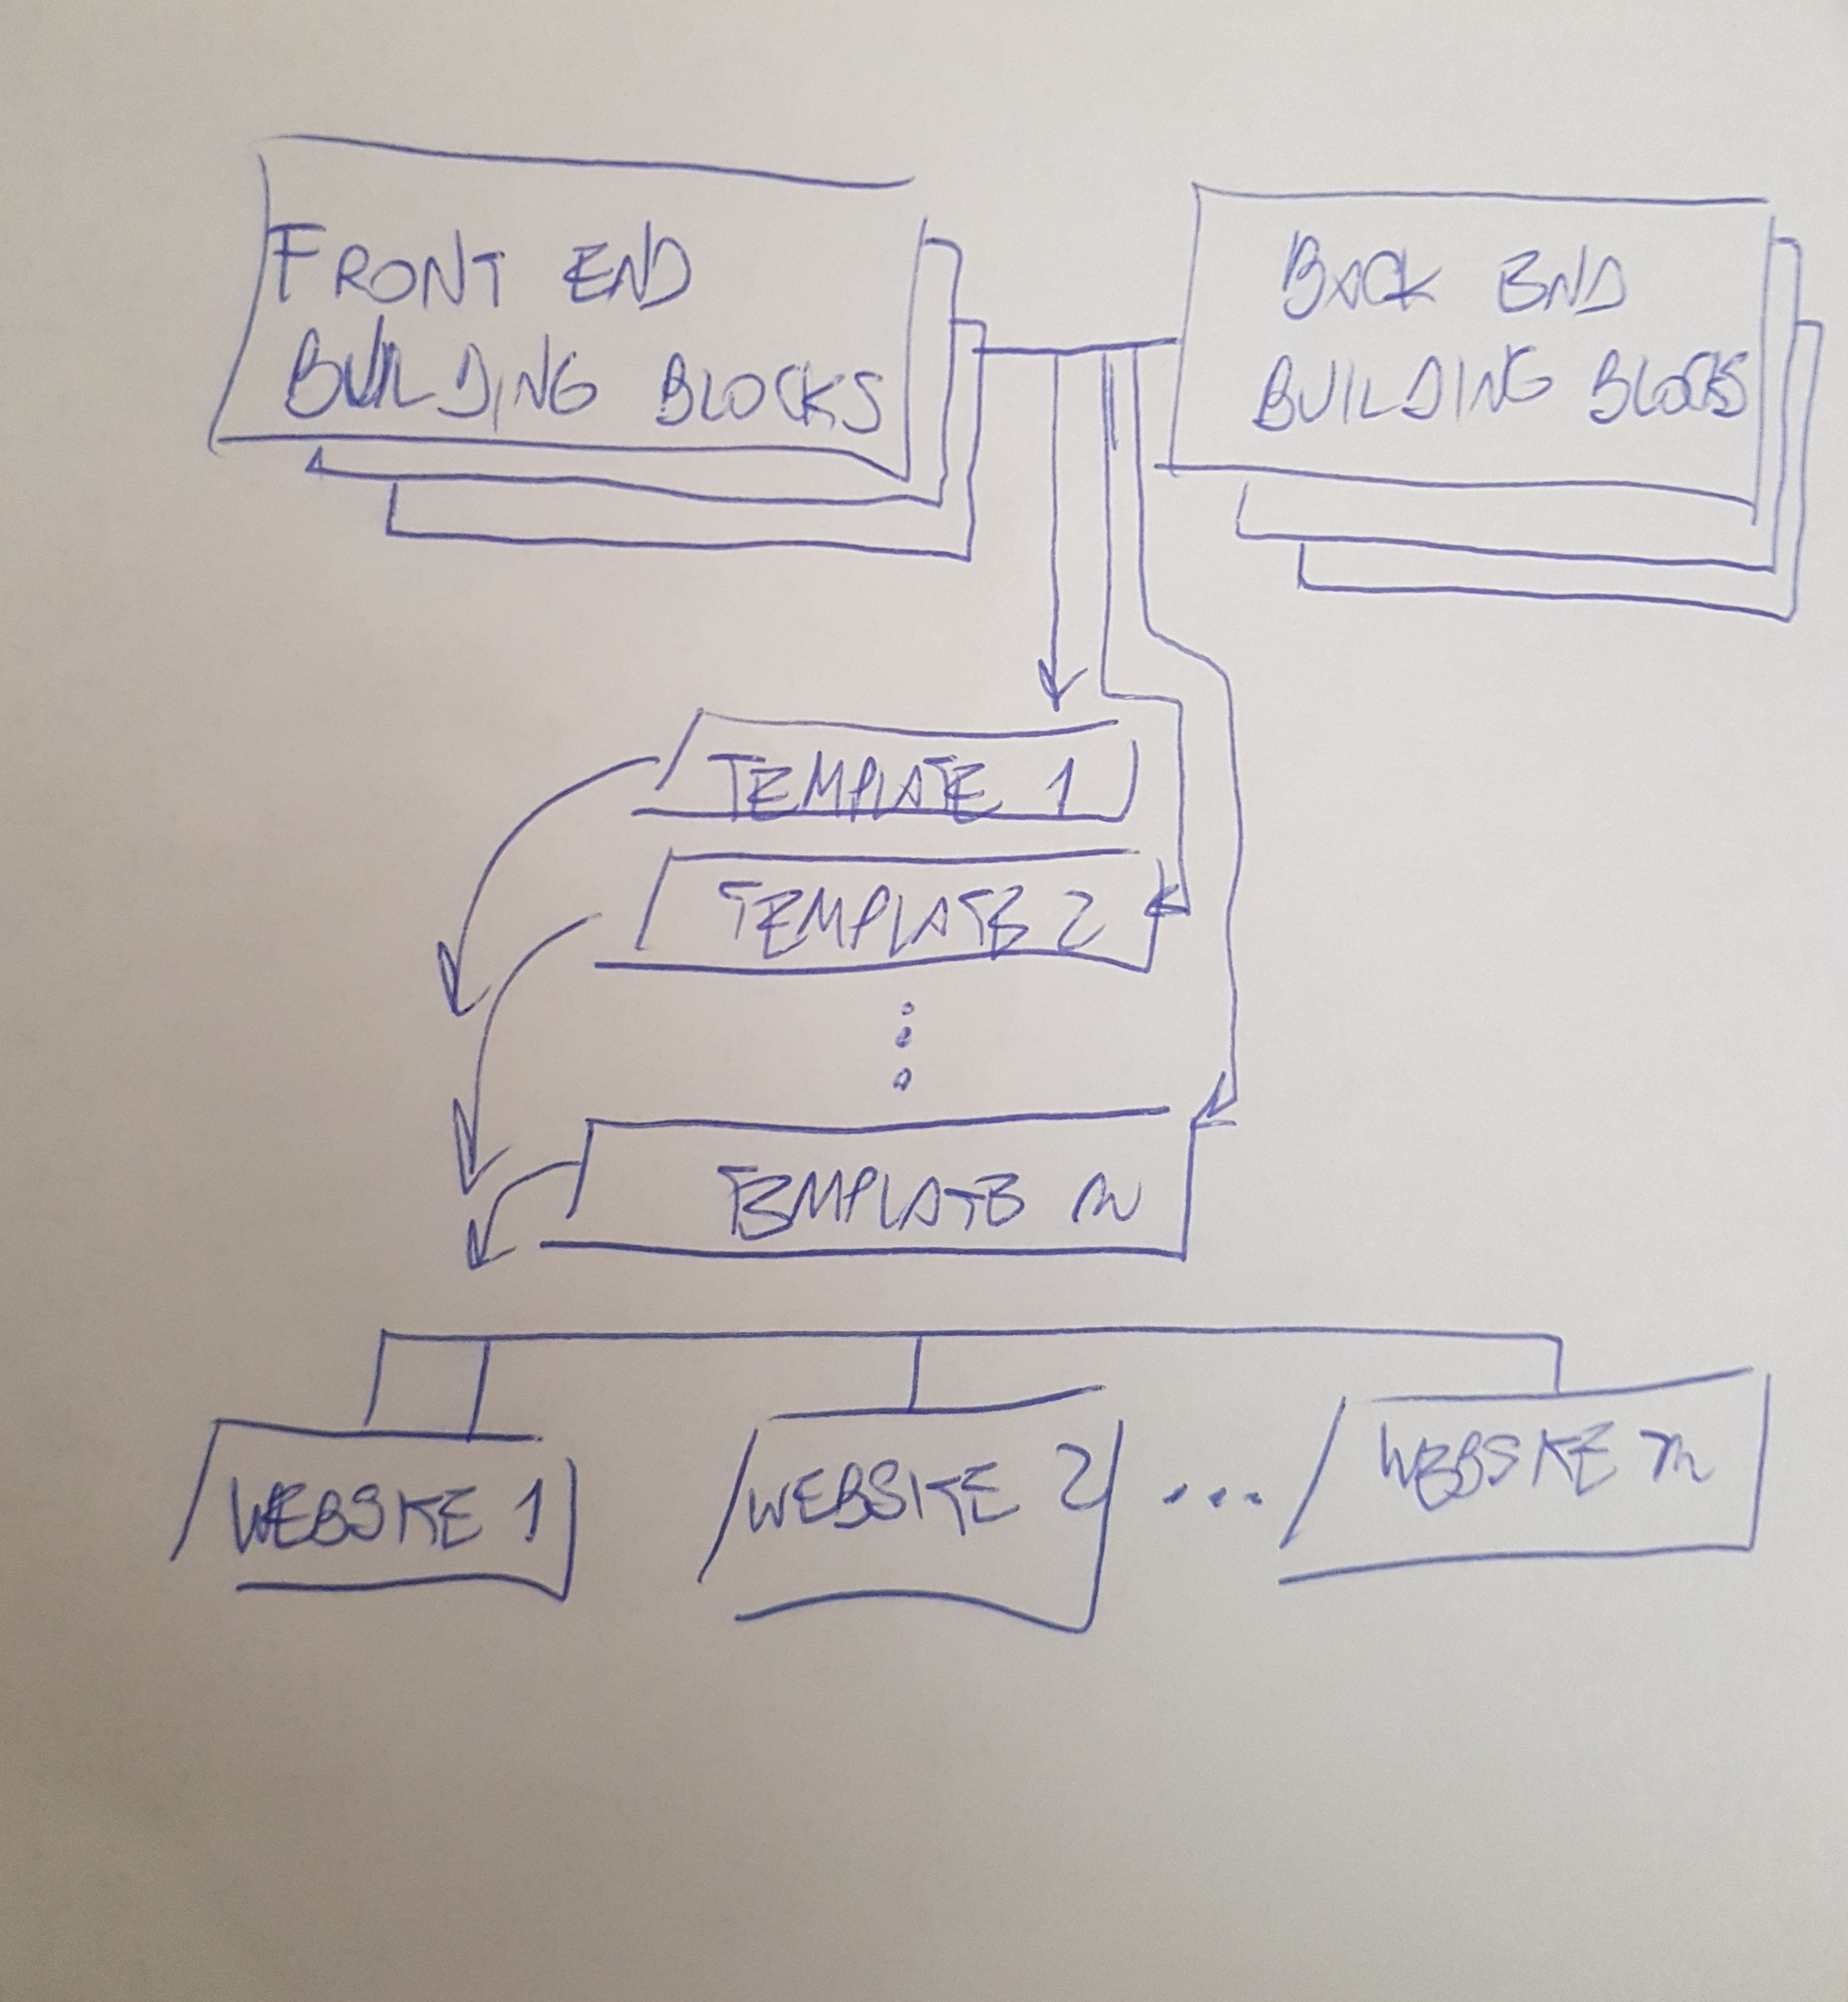 FRONT END
BUILDING BLOCKS
BACK END
BUILDING BLOCKS
TEMPLATE 1
TEMPLATE 2
TEMPLATE n
WEBSITE 1
WEBSITE 2
...
WEBSITE m